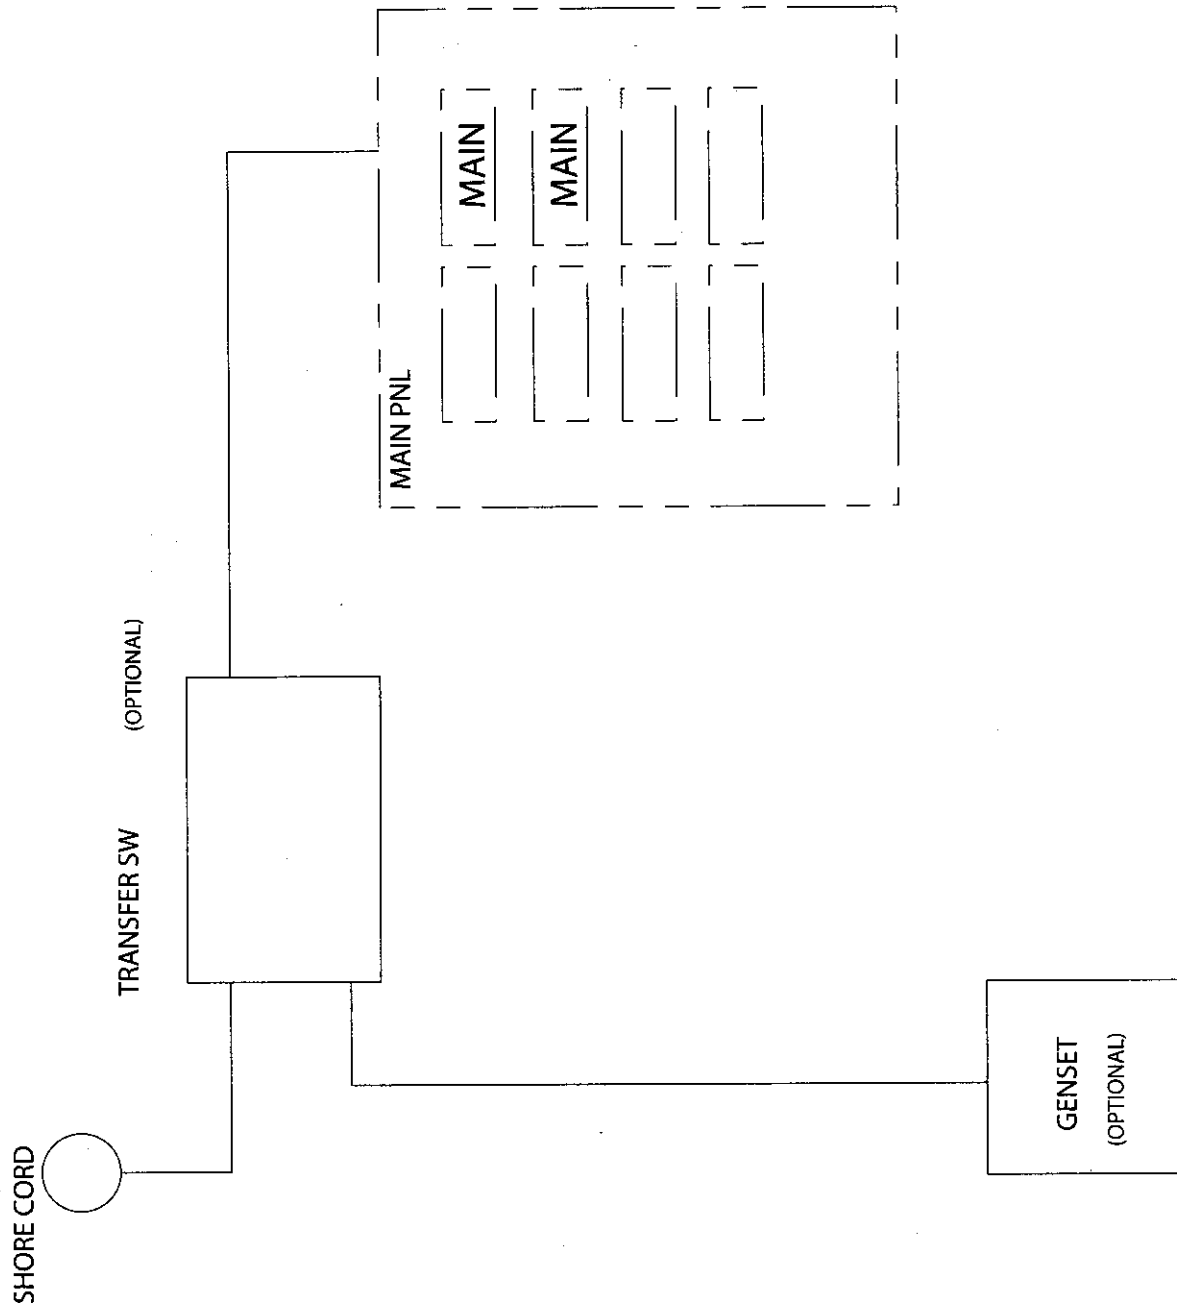 SHORE CORD
TRANSFER SW
(OPTIONAL)
MAIN PNL
MAIN
MAIN
GENSET
(OPTIONAL)